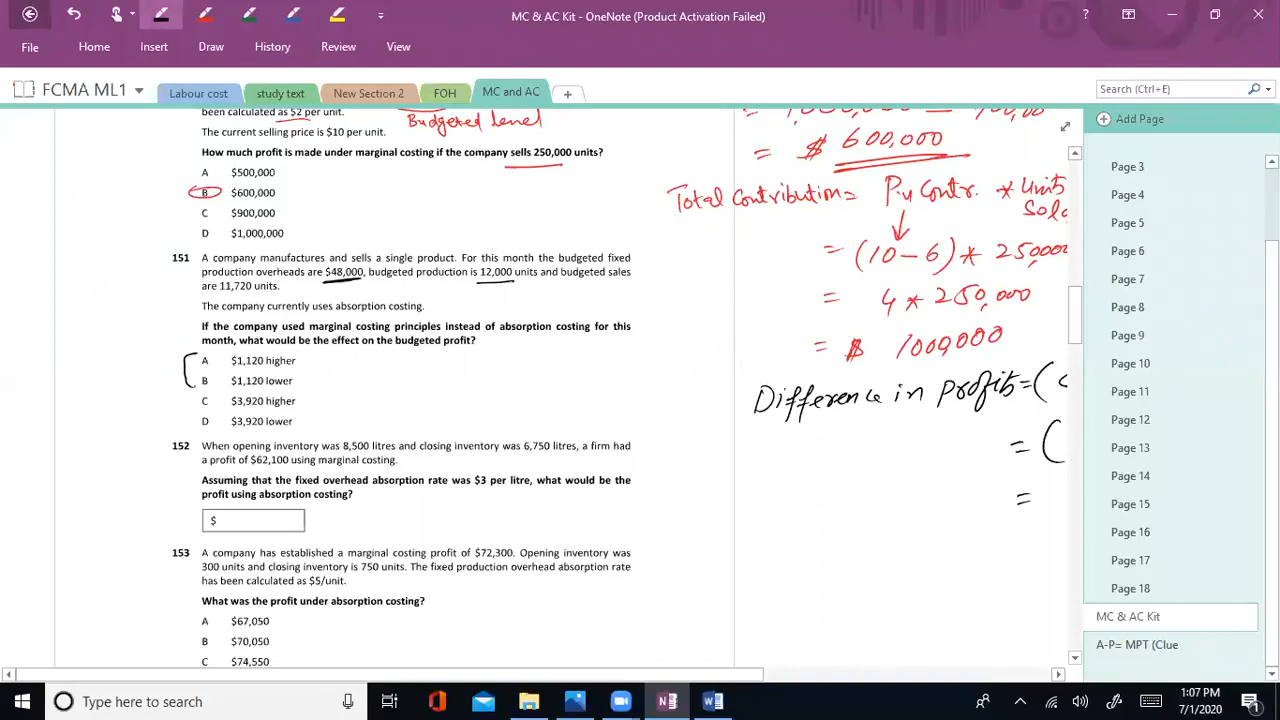 MC & AC Kit - OneNote (Product Activation Failed)
File Home Insert Draw History Review View
FCMA ML1 Labour cost study text New Section 2 FOH MC and AC
Search (Ctrl+E)
been calculated as $2 per unit.
Budgeted Level
The current selling price is $10 per unit.
How much profit is made under marginal costing if the company sells 250,000 units?
A $500,000
B $600,000
C $900,000
D $1,000,000
151 A company manufactures and sells a single product. For this month the budgeted fixed
production overheads are $48,000, budgeted production is 12,000 units and budgeted sales
are 11,720 units.
The company currently uses absorption costing.
If the company used marginal costing principles instead of absorption costing for this
month, what would be the effect on the budgeted profit?
A $1,120 higher
B $1,120 lower
C $3,920 higher
D $3,920 lower
152 When opening inventory was 8,500 litres and closing inventory was 6,750 litres, a firm had
a profit of $62,100 using marginal costing.
Assuming that the fixed overhead absorption rate was $3 per litre, what would be the
profit using absorption costing?
$
153 A company has established a marginal costing profit of $72,300. Opening inventory was
300 units and closing inventory is 750 units. The fixed production overhead absorption rate
has been calculated as $5/unit.
What was the profit under absorption costing?
A $67,050
B $70,050
C $74,550
= $ 600,000
Total Contribution = P.u Contr. * Units
Sold
= (10 - 6) * 250,000
= 4 * 250,000
= $ 1000,000
Difference in Profits = (
= (
=
Add Page
Page 3
Page 4
Page 5
Page 6
Page 7
Page 8
Page 9
Page 10
Page 11
Page 12
Page 13
Page 14
Page 15
Page 16
Page 17
Page 18
MC & AC Kit
A-P= MPT (Clue
Type here to search
1:07 PM
7/1/2020